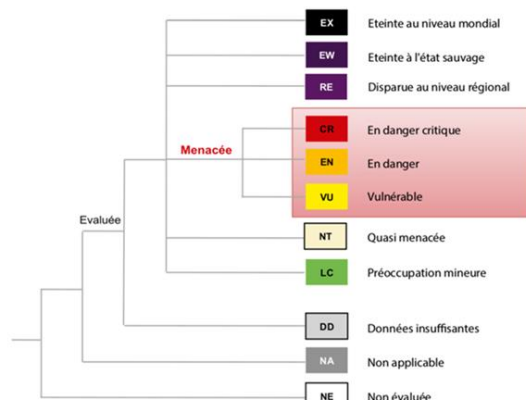 EX Eteinte au niveau mondial
EW Eteinte à l'état sauvage
RE Disparue au niveau régional
CR En danger critique
Menacée
EN En danger
VU Vulnérable
Evaluée
NT Quasi menacée
LC Préoccupation mineure
DD Données insuffisantes
NA Non applicable
NE Non évaluée